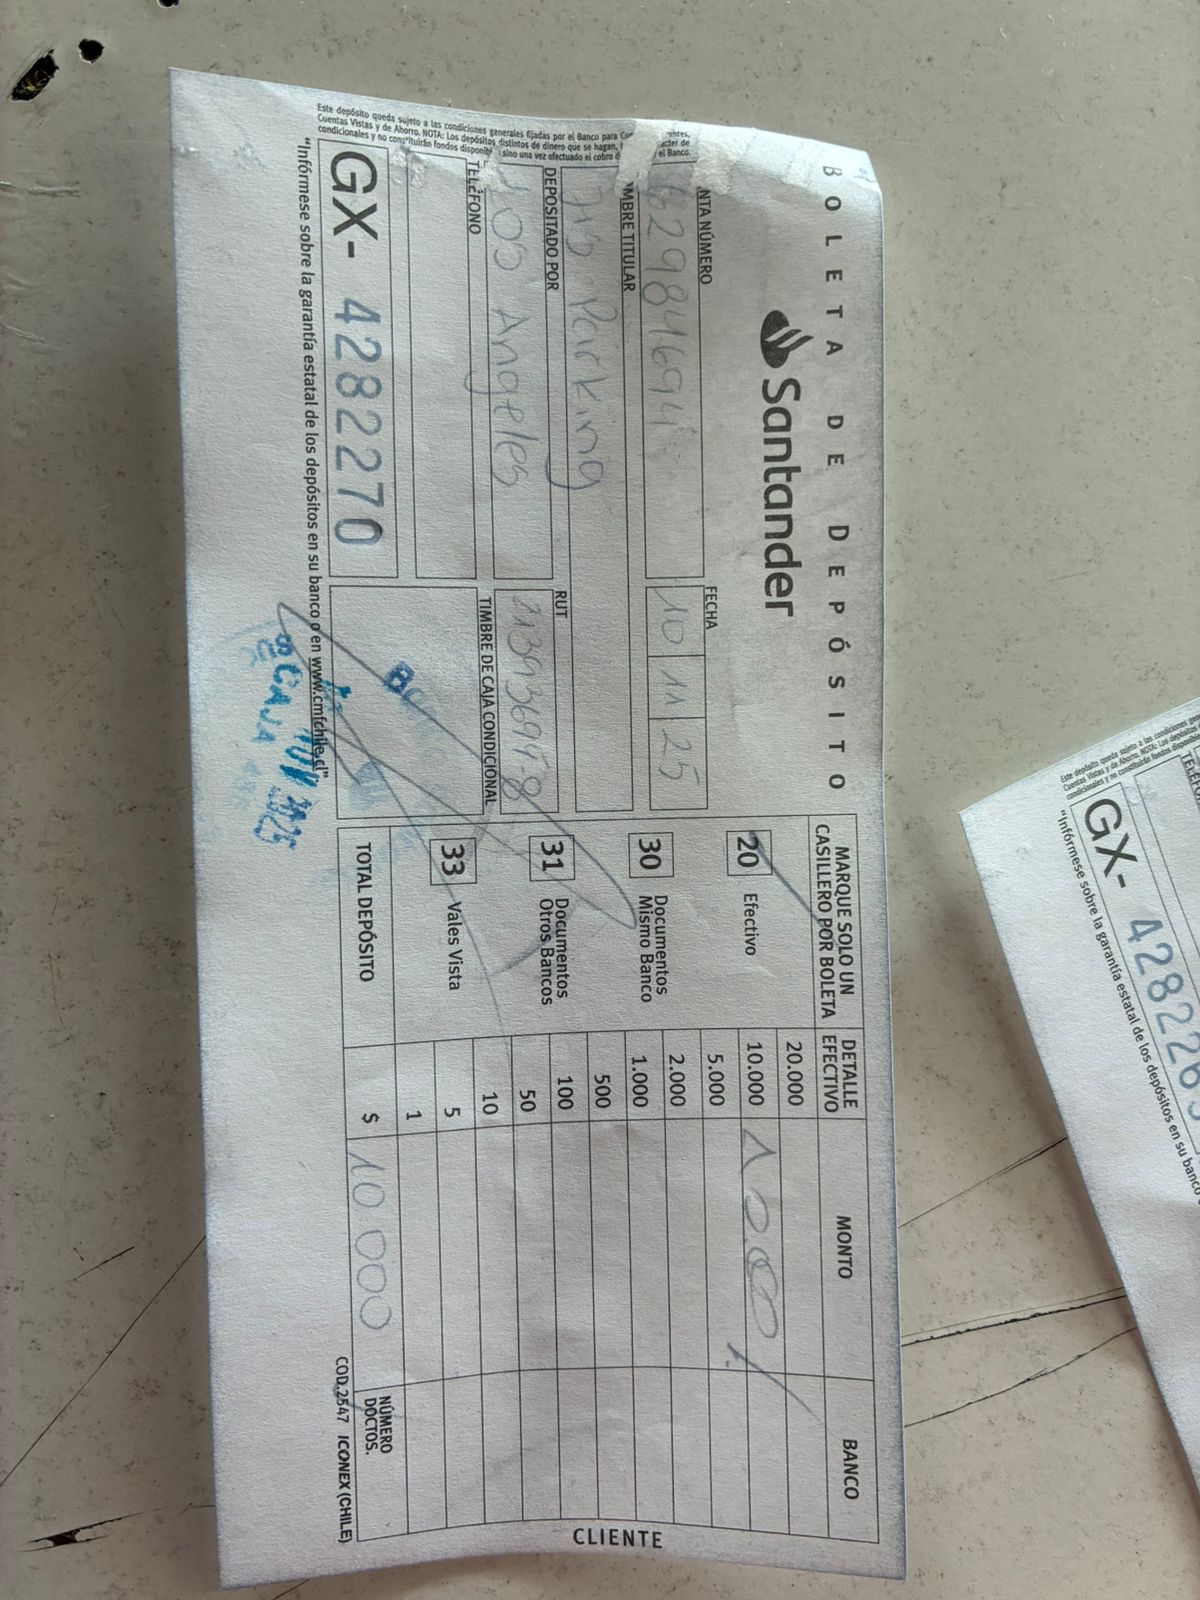 BOLETA DE DEPÓSITO
Santander
NTA NÚMERO
FECHA
10 11 25
MBRE TITULAR
Parking
DEPOSITADO POR
RUT
Los Angeles
TELÉFONO
TIMBRE DE CAJA CONDICIONAL
GX- 4282270
Este depósito queda sujeto a las condiciones generales fijadas por el Banco para
Cuentas Vistas y de Ahorro. NOTA: Los depósitos distintos de dinero que se hagan,
condicionales y no constituirán fondos disponibl sino una vez efectuado el cobro el Banco.
"Infórmese sobre la garantía estatal de los depósitos en su banco o en www.cmfchile.cl"
CAJA
MARQUE SOLO UN
CASILLERO POR BOLETA
20 Efectivo
30 Documentos
Mismo Banco
31 Documentos
Otros Bancos
33 Vales Vista
TOTAL DEPÓSITO
DETALLE
EFECTIVO
MONTO
BANCO
20.000
10.000
5.000
2.000
1.000
500
100
50
10
5
1
$ 10 000
NÚMERO
DOCTOS.
COD.2547 ICONEX (CHILE)
CLIENTE
GX- 428226
"Infórmese sobre la garantía estatal de los depósitos en su banco